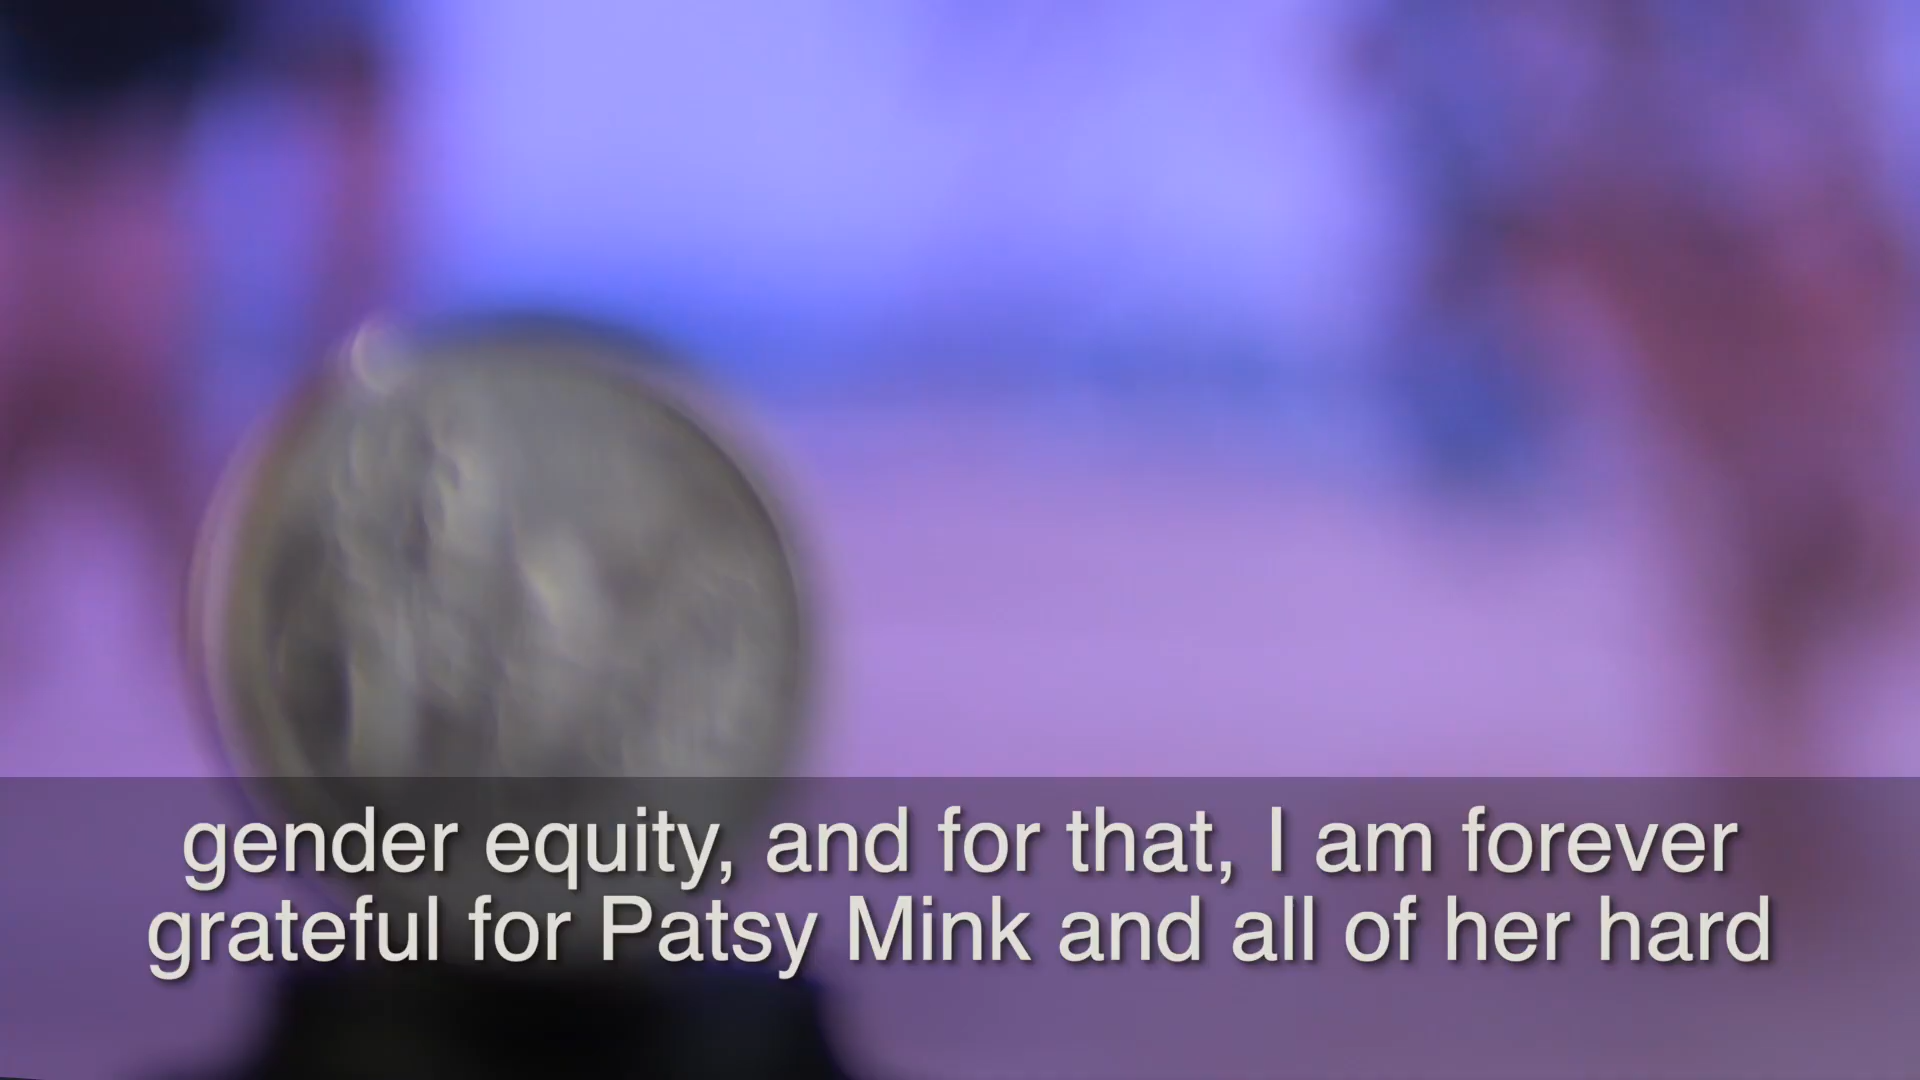 gender equity, and for that, I am forever
grateful for Patsy Mink and all of her hard